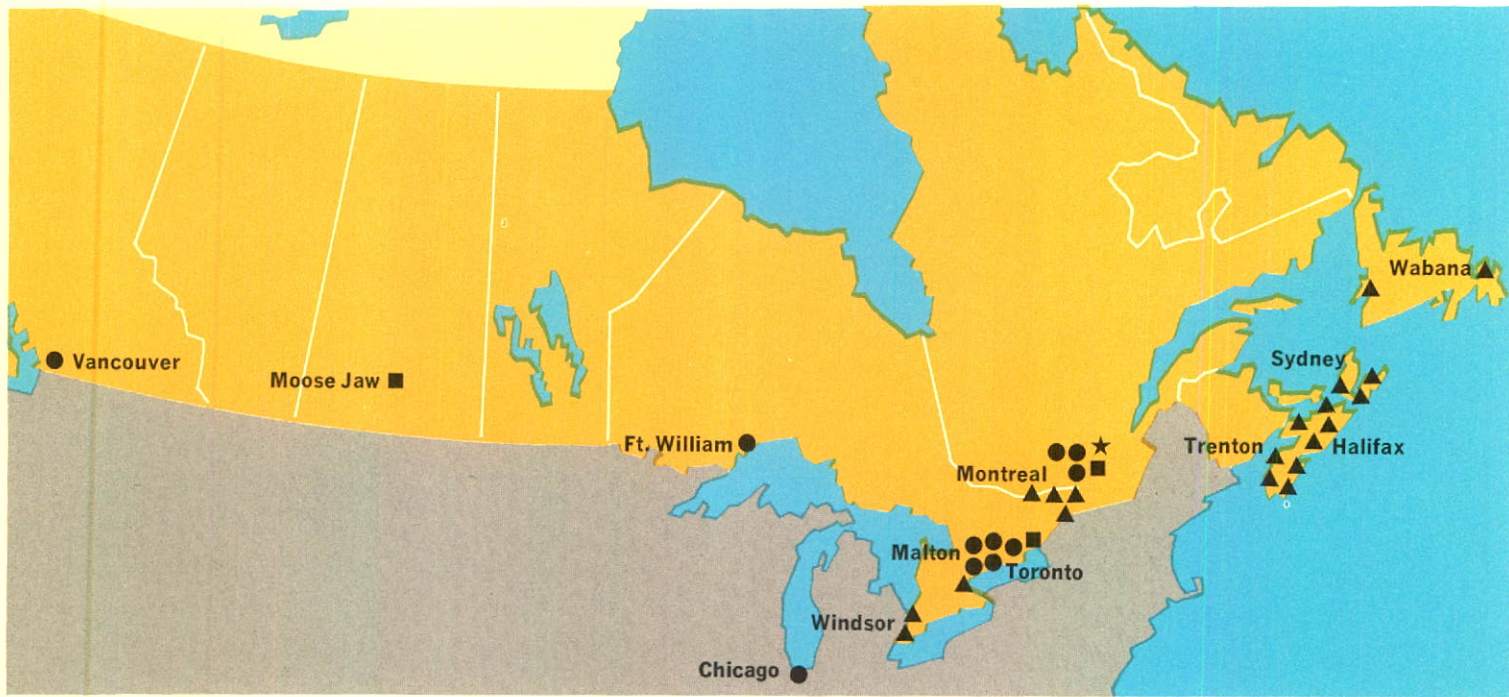 Wabana
Vancouver
Sydney
Moose Jaw
Ft. William
Trenton
Halifax
Montreal
Malton
Toronto
Windsor
Chicago